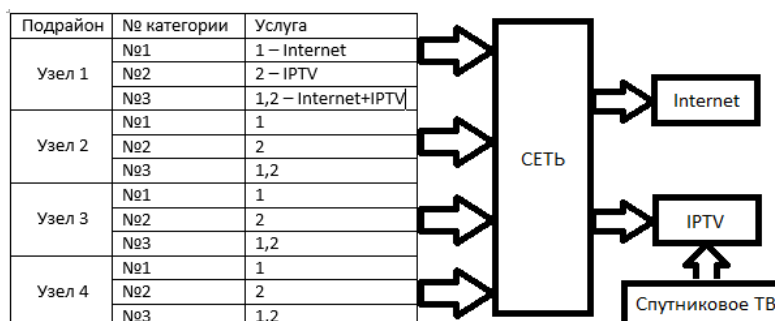 Подрайон № категории Услуга
Узел 1
№1 1 – Internet
№2 2 – IPTV
№3 1,2 – Internet+IPTV
Узел 2
№1 1
№2 2
№3 1,2
Узел 3
№1 1
№2 2
№3 1,2
Узел 4
№1 1
№2 2
№3 1,2
СЕТЬ
Internet
IPTV
Спутниковое ТВ